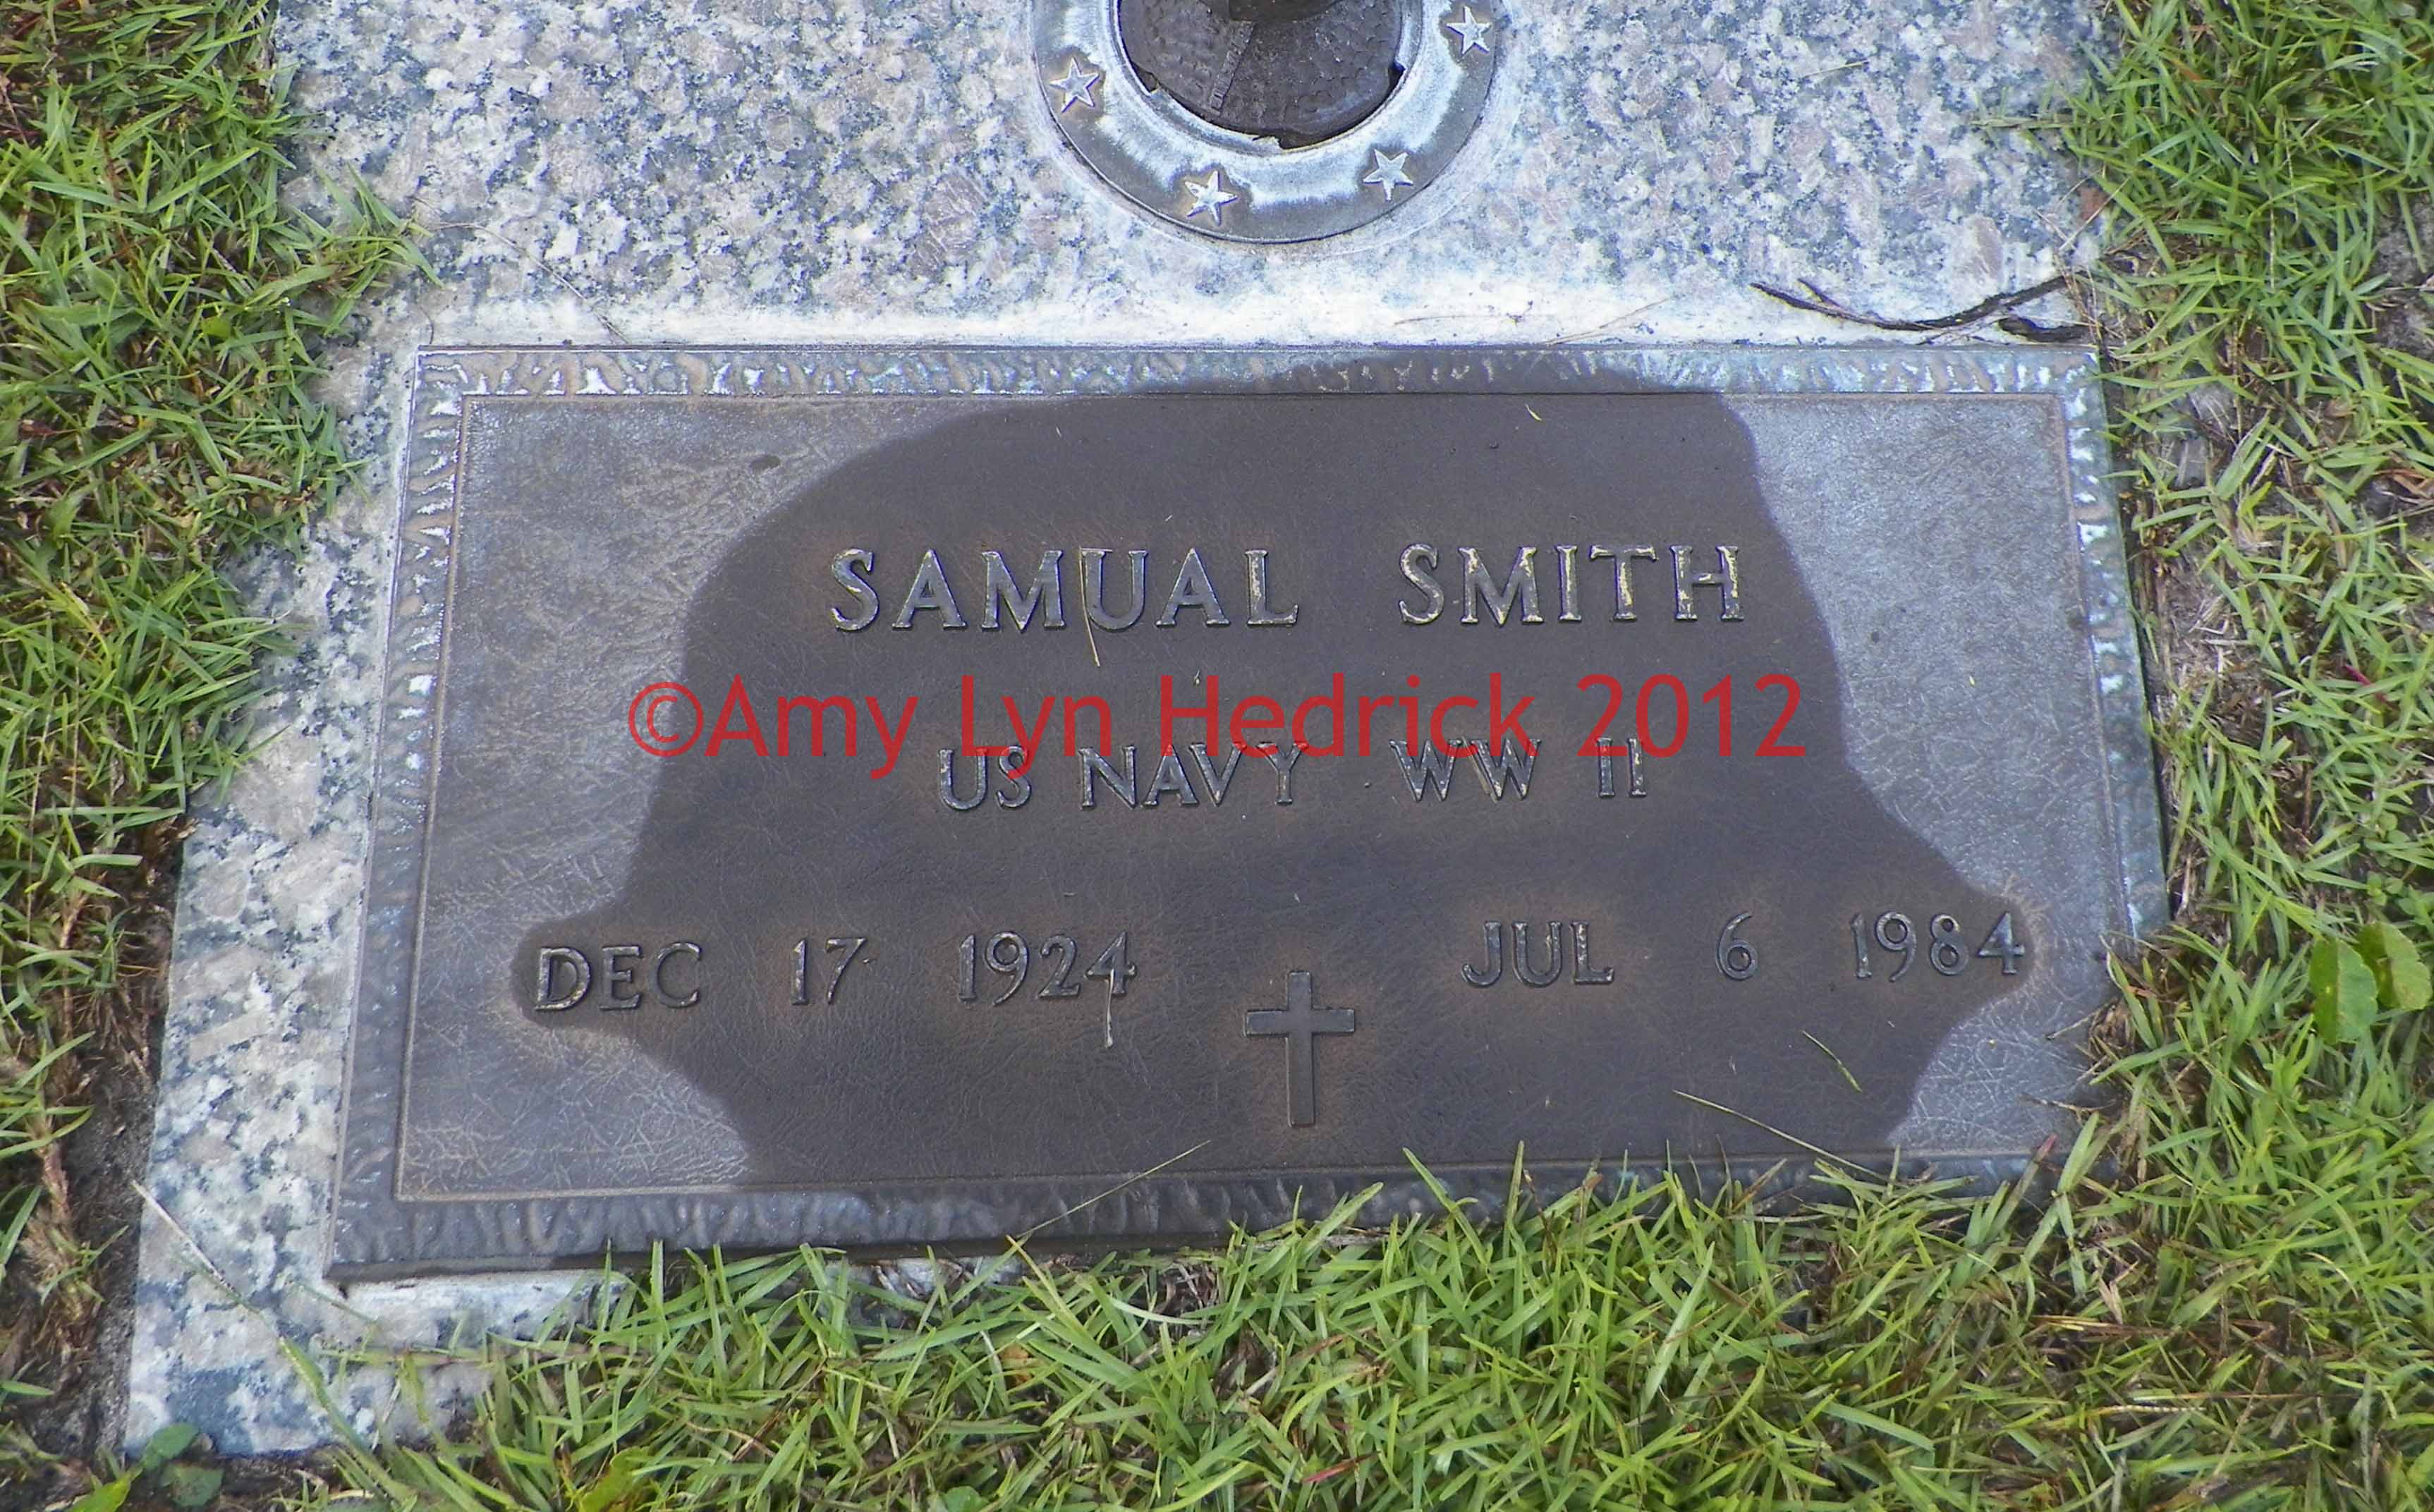 SAMUAL SMITH
©Amy Lyn Hedrick 2012
US NAVY WW II
DEC 17 1924 JUL 6 1984